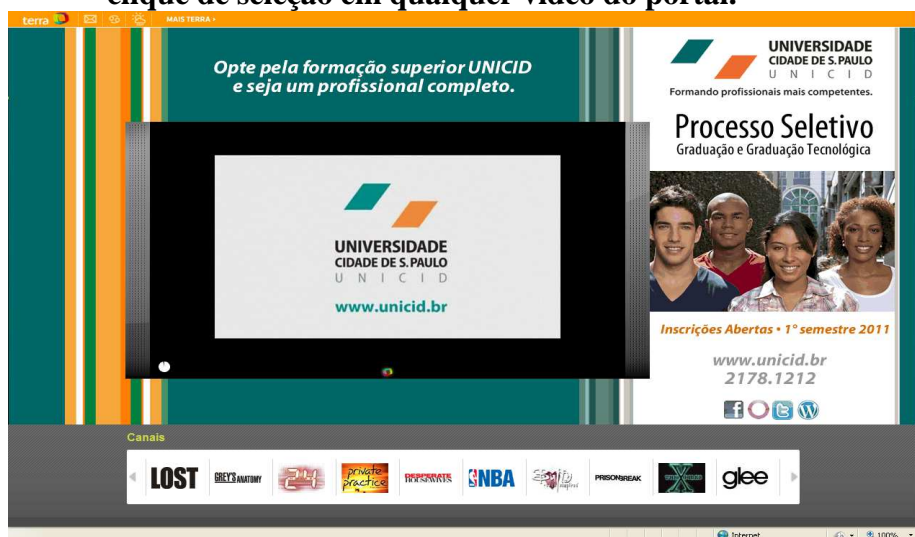 clique de seleção em qualquer vídeo do portal.
terra
MAIS TERRA
Opte pela formação superior UNICID
e seja um profissional completo.
UNIVERSIDADE
CIDADE DE S. PAULO
UNICID
www.unicid.br
UNIVERSIDADE
CIDADE DE S. PAULO
UNICID
Formando profissionais mais competentes.
Processo Seletivo
Graduação e Graduação Tecnológica
Inscrições Abertas • 1º semestre 2011
www.unicid.br
2178.1212
Canais
LOST
GREY'S ANATOMY
24
private
practice
DESPERATE
HOUSEWIVES
NBA
PRISON BREAK
X
glee
Internet
100%